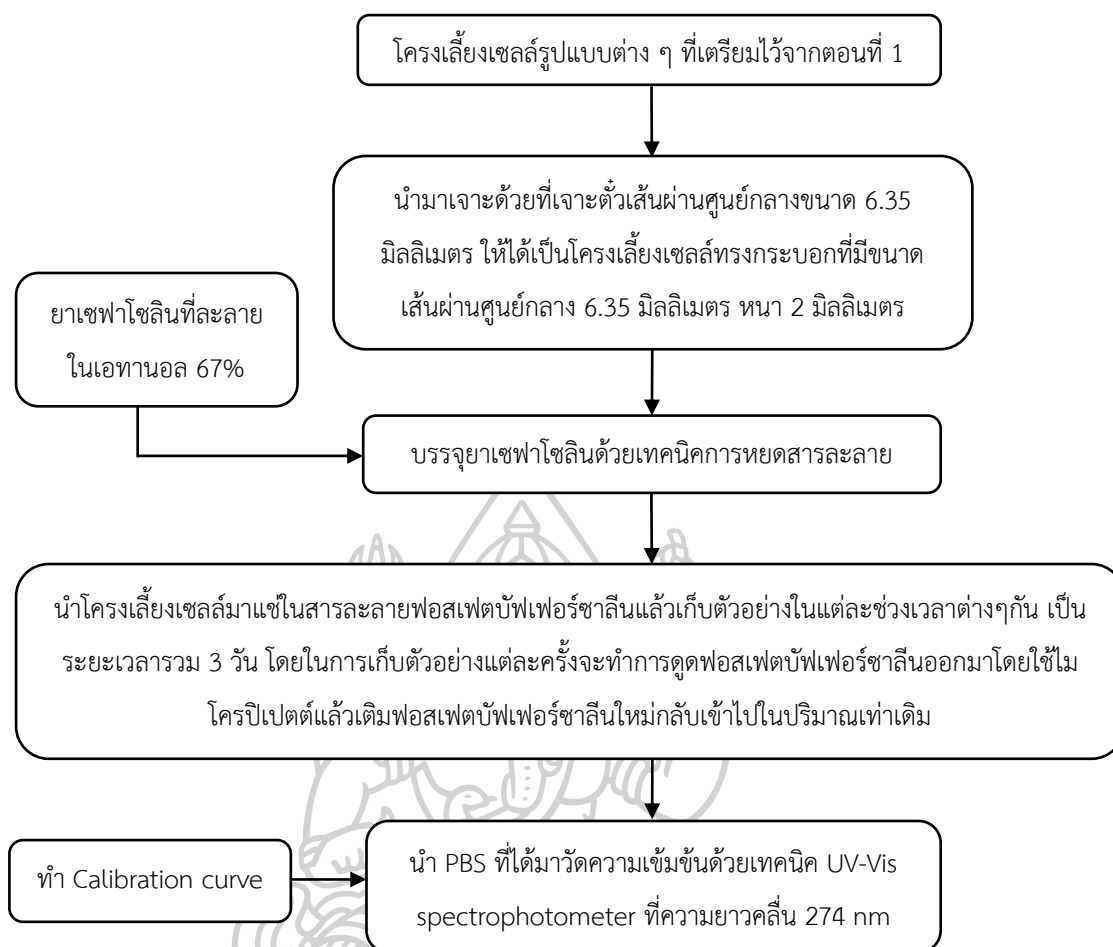 โครงเลี้ยงเซลล์รูปแบบต่าง ๆ ที่เตรียมไว้จากตอนที่ 1
นำมาเจาะด้วยที่เจาะตั๋วเส้นผ่านศูนย์กลางขนาด 6.35
มิลลิเมตร ให้ได้เป็นโครงเลี้ยงเซลล์ทรงกระบอกที่มีขนาด
เส้นผ่านศูนย์กลาง 6.35 มิลลิเมตร หนา 2 มิลลิเมตร
ยาเซฟาโซลินที่ละลาย
ในเอทานอล 67%
บรรจุยาเซฟาโซลินด้วยเทคนิคการหยดสารละลาย
นำโครงเลี้ยงเซลล์มาแช่ในสารละลายฟอสเฟตบัฟเฟอร์ซาลีนแล้วเก็บตัวอย่างในแต่ละช่วงเวลาต่างๆกัน เป็น
ระยะเวลารวม 3 วัน โดยในการเก็บตัวอย่างแต่ละครั้งจะทำการดูดฟอสเฟตบัฟเฟอร์ซาลีนออกมาโดยใช้ไม
โครปิเปตต์แล้วเติมฟอสเฟตบัฟเฟอร์ซาลีนใหม่กลับเข้าไปในปริมาณเท่าเดิม
ทำ Calibration curve
นำ PBS ที่ได้มาวัดความเข้มข้นด้วยเทคนิค UV-Vis
spectrophotometer ที่ความยาวคลื่น 274 nm